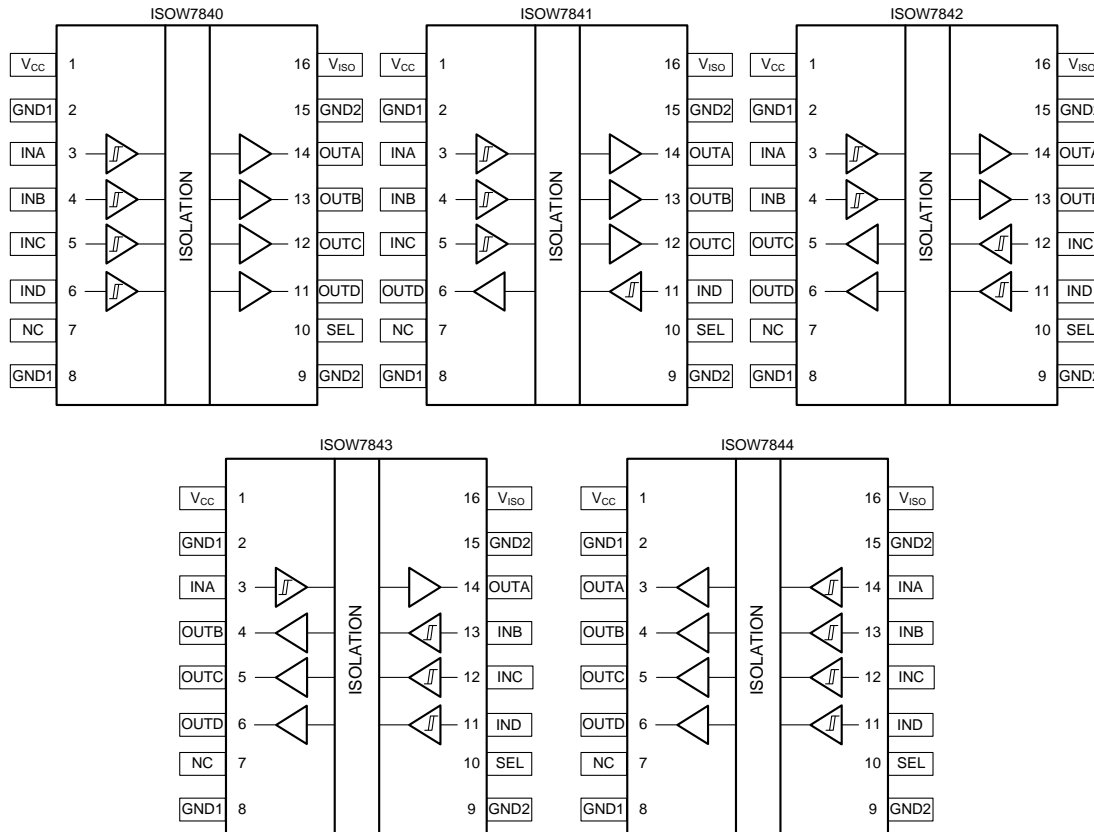 ISOW7840
VCC 1 16 VISO
GND1 2 15 GND2
INA 3 14 OUTA
INB 4 13 OUTB
INC 5 12 OUTC
IND 6 11 OUTD
NC 7 10 SEL
GND1 8 9 GND2
ISOLATION
ISOW7841
VCC 1 16 VISO
GND1 2 15 GND2
INA 3 14 OUTA
INB 4 13 OUTB
INC 5 12 OUTC
OUTD 6 11 IND
NC 7 10 SEL
GND1 8 9 GND2
ISOLATION
ISOW7842
VCC 1 16 VISO
GND1 2 15 GND2
INA 3 14 OUTA
INB 4 13 OUTB
OUTC 5 12 INC
OUTD 6 11 IND
NC 7 10 SEL
GND1 8 9 GND2
ISOLATION
ISOW7843
VCC 1 16 VISO
GND1 2 15 GND2
INA 3 14 OUTA
OUTB 4 13 INB
OUTC 5 12 INC
OUTD 6 11 IND
NC 7 10 SEL
GND1 8 9 GND2
ISOLATION
ISOW7844
VCC 1 16 VISO
GND1 2 15 GND2
OUTA 3 14 INA
OUTB 4 13 INB
OUTC 5 12 INC
OUTD 6 11 IND
NC 7 10 SEL
GND1 8 9 GND2
ISOLATION